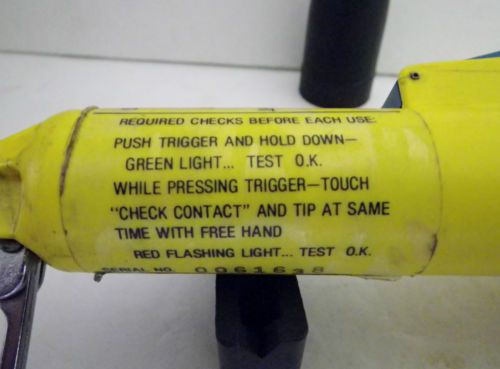 REQUIRED CHECKS BEFORE EACH USE:
PUSH TRIGGER AND HOLD DOWN—
GREEN LIGHT... TEST O.K.
WHILE PRESSING TRIGGER—TOUCH
"CHECK CONTACT" AND TIP AT SAME
TIME WITH FREE HAND
RED FLASHING LIGHT... TEST O.K.
SERIAL NO. 0061638